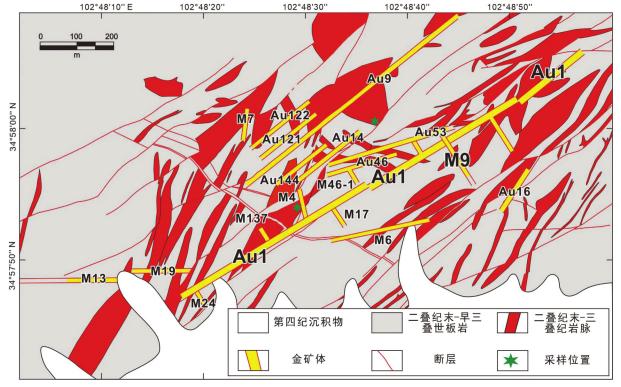 102°48′10″ E
102°48′20″
102°48′30″
102°48′40″
102°48′50″
0 100 200
m
34°58′00″ N
34°57′50″ N
Au1
Au9
M7
Au122
Au121
Au14
Au53
M9
Au46
Au1
Au144
M46-1
M4
Au16
M137
M17
M6
Au1
M19
M13
M24
第四纪沉积物
二叠纪末-早三
叠世板岩
二叠纪末-三
叠纪岩脉
金矿体
断层
采样位置